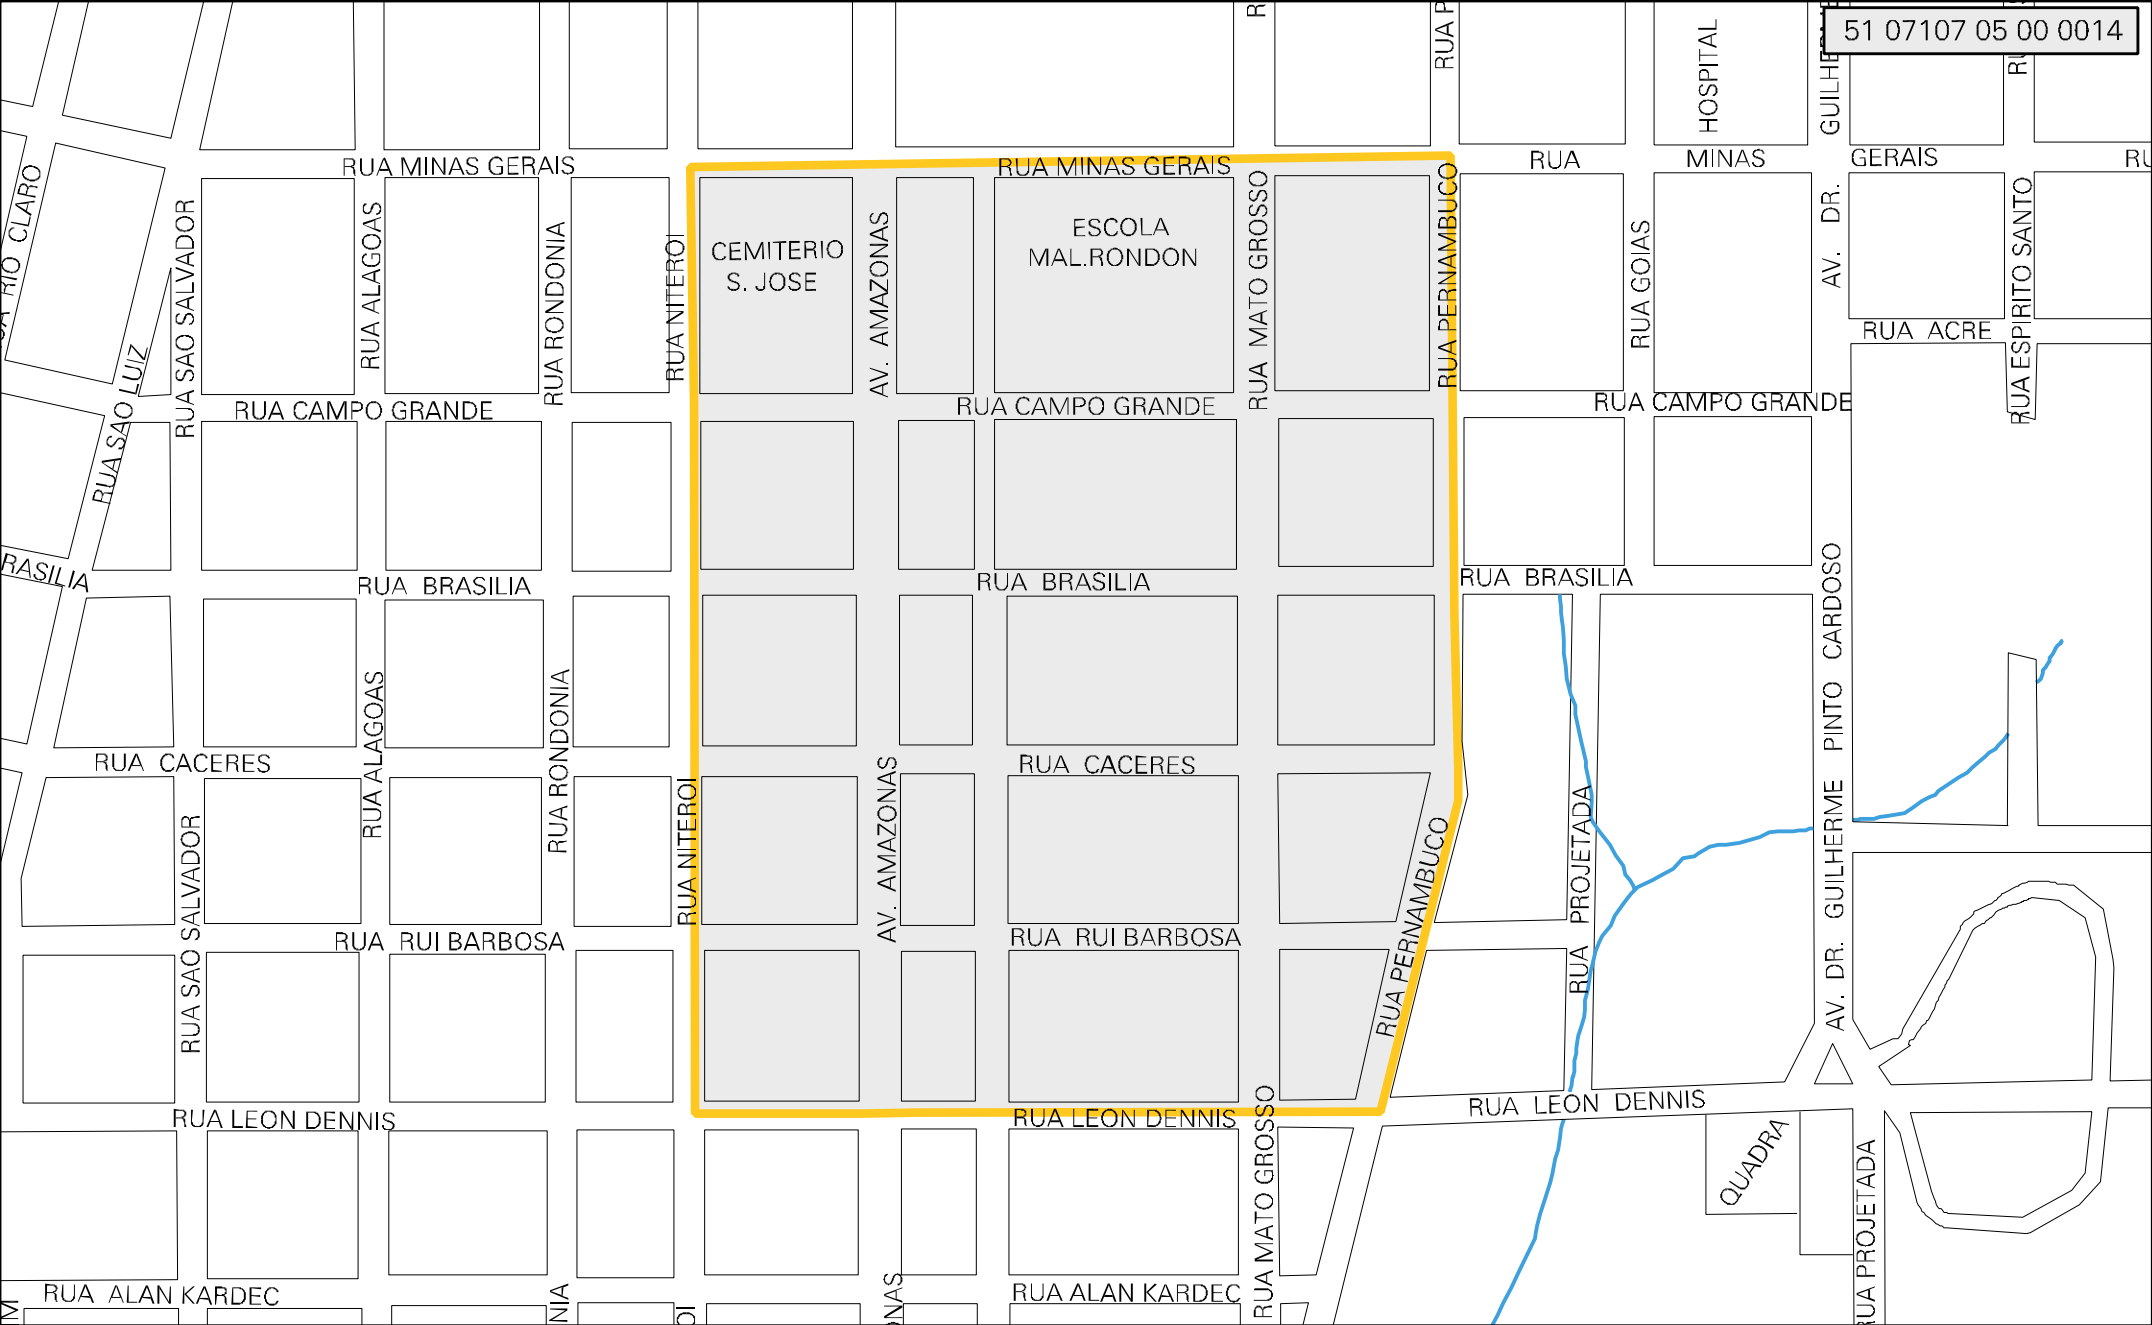 51 07107 05 00 0014
HOSPITAL
RUA MINAS GERAIS
RUA MINAS GERAIS
RUA MINAS GERAIS
RIO CLARO
RUA SAO SALVADOR
RUA ALAGOAS
RUA RONDONIA
RUA NITEROI
CEMITERIO
S. JOSE
AV. AMAZONAS
ESCOLA
MAL.RONDON
RUA MATO GROSSO
RUA PERNAMBUCO
RUA GOIAS
AV. DR.
RUA ESPIRITO SANTO
RUA ACRE
RUA SAO LUIZ
RUA CAMPO GRANDE
RUA CAMPO GRANDE
RUA CAMPO GRANDE
RASILIA
RUA BRASILIA
RUA BRASILIA
RUA BRASILIA
AV. DR. GUILHERME PINTO CARDOSO
RUA ALAGOAS
RUA RONDONIA
RUA CACERES
RUA CACERES
RUA NITEROI
AV. AMAZONAS
RUA PERNAMBUCO
RUA PROJETADA
RUA SAO SALVADOR
RUA RUI BARBOSA
RUA RUI BARBOSA
RUA LEON DENNIS
RUA LEON DENNIS
RUA LEON DENNIS
RUA MATO GROSSO
QUADRA
RUA PROJETADA
RUA ALAN KARDEC
RUA ALAN KARDEC